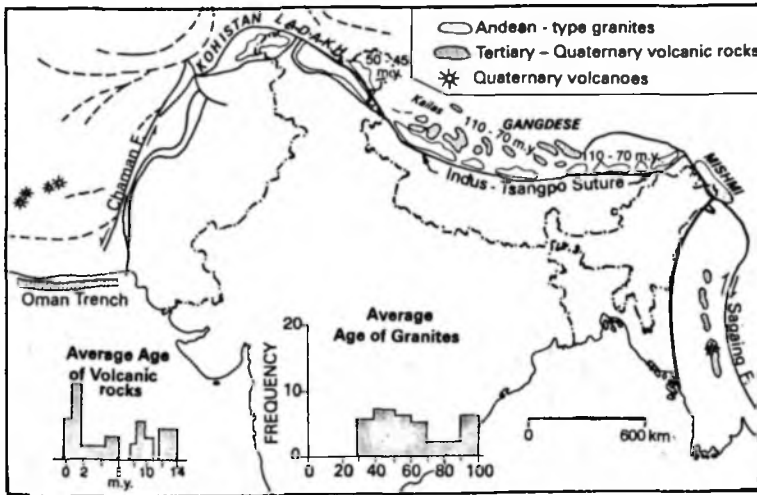 Andean - type granites
Tertiary - Quaternary volcanic rocks
Quaternary volcanoes
KOHISTAN LADAKH
50 - 45
m.y.
Kailas
GANGDESE
110 - 70 m.y.
110 - 70 m.y.
MISHMI
Indus - Tsangpo Suture
Chaman F.
Oman Trench
Sagaing F.
Average Age
of Volcanic
rocks
0 2 6 10 14
m.y.
Average
Age of Granites
FREQUENCY
20
10
0
0 20 40 60 80 100
0 600 km